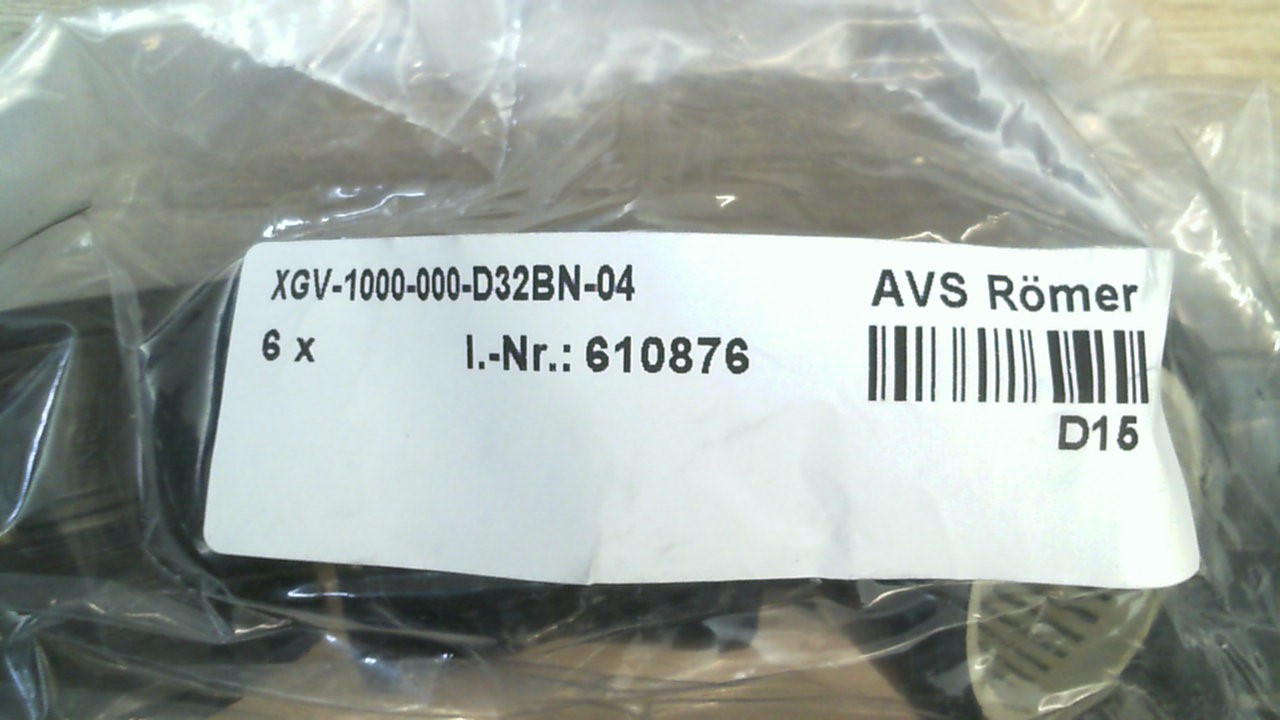 XGV-1000-000-D32BN-04
AVS Römer
6 x
I.-Nr.: 610876
D15